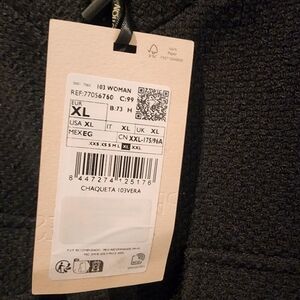 103 WOMAN
REF:77056760 C:99
EUR XL B:73 H
USA XL IT XL UK XL
MEX EG CN XXL-175/96A
XXS XS S M L XL XXL
8 447274 125176
CHAQUETA 103VERA
FSC